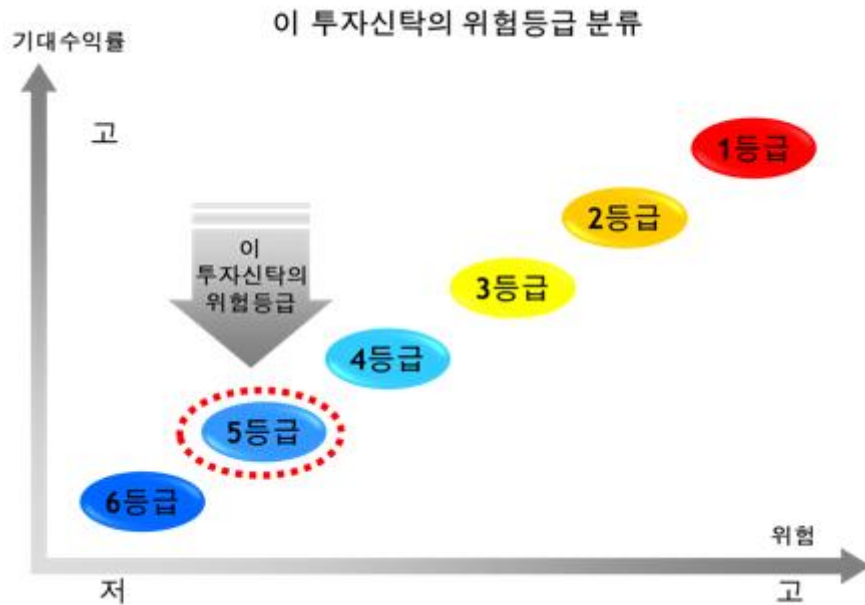 이 투자신탁의 위험등급 분류
기대수익률
고
1등급
2등급
이
투자신탁의
위험등급
3등급
4등급
5등급
6등급
위험
저
고